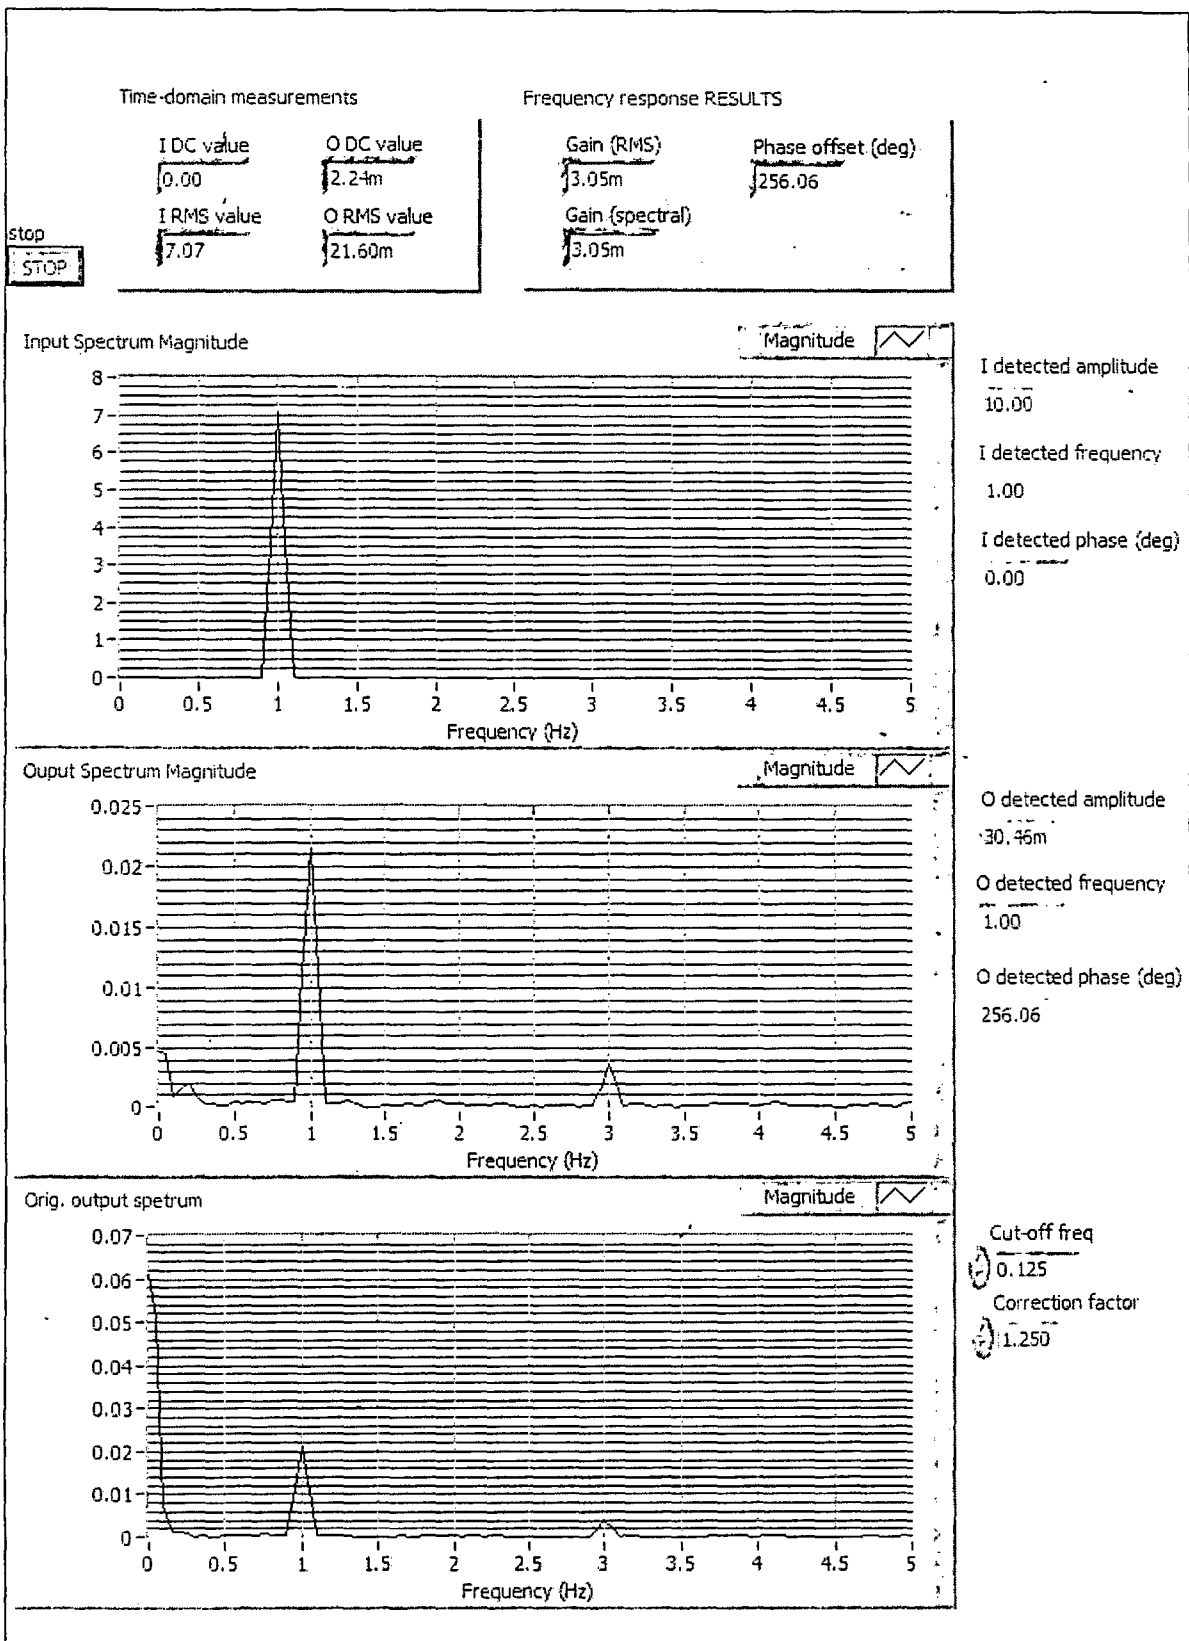 Time-domain measurements
I DC value
0.00
O DC value
2.24m
I RMS value
7.07
O RMS value
21.60m
Frequency response RESULTS
Gain (RMS)
3.05m
Phase offset (deg)
256.06
Gain (spectral)
3.05m
stop
STOP
Input Spectrum Magnitude
Magnitude
8
7
6
5
4
3
2
1
0
0 0.5 1 1.5 2 2.5 3 3.5 4 4.5 5
Frequency (Hz)
I detected amplitude
10.00
I detected frequency
1.00
I detected phase (deg)
0.00
Ouput Spectrum Magnitude
Magnitude
0.025
0.02
0.015
0.01
0.005
0
0 0.5 1 1.5 2 2.5 3 3.5 4 4.5 5
Frequency (Hz)
O detected amplitude
30.46m
O detected frequency
1.00
O detected phase (deg)
256.06
Orig. output spetrum
Magnitude
0.07
0.06
0.05
0.04
0.03
0.02
0.01
0
0 0.5 1 1.5 2 2.5 3 3.5 4 4.5 5
Frequency (Hz)
Cut-off freq
0.125
Correction factor
1.250